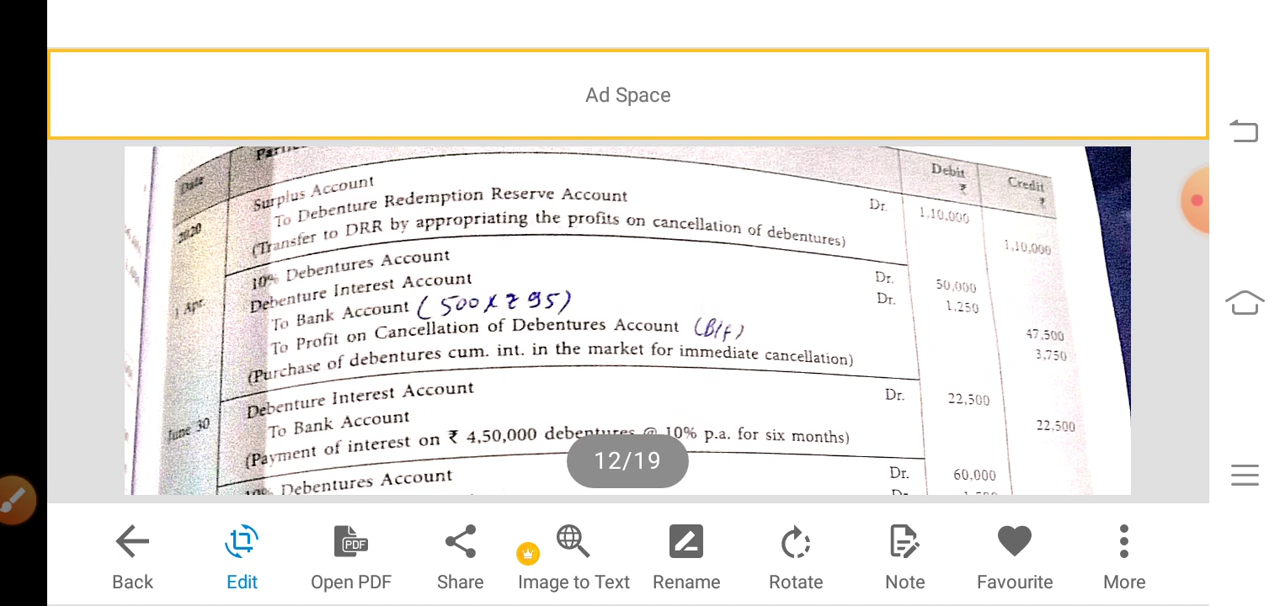 Ad Space
Date Debit Credit
₹ ₹
2020 Surplus Account Dr. 1,10,000
To Debenture Redemption Reserve Account 1,10,000
(Transfer to DRR by appropriating the profits on cancellation of debentures)
1 Apr. 10% Debentures Account Dr. 50,000
Debenture Interest Account Dr. 1,250
To Bank Account (500 x ₹ 95) 47,500
To Profit on Cancellation of Debentures Account (B/f) 3,750
(Purchase of debentures cum. int. in the market for immediate cancellation)
June 30 Debenture Interest Account Dr. 22,500
To Bank Account 22,500
(Payment of interest on ₹ 4,50,000 debentures @ 10% p.a. for six months)
12/19
10% Debentures Account Dr. 60,000
PDF
Back Edit Open PDF Share Image to Text Rename Rotate Note Favourite More